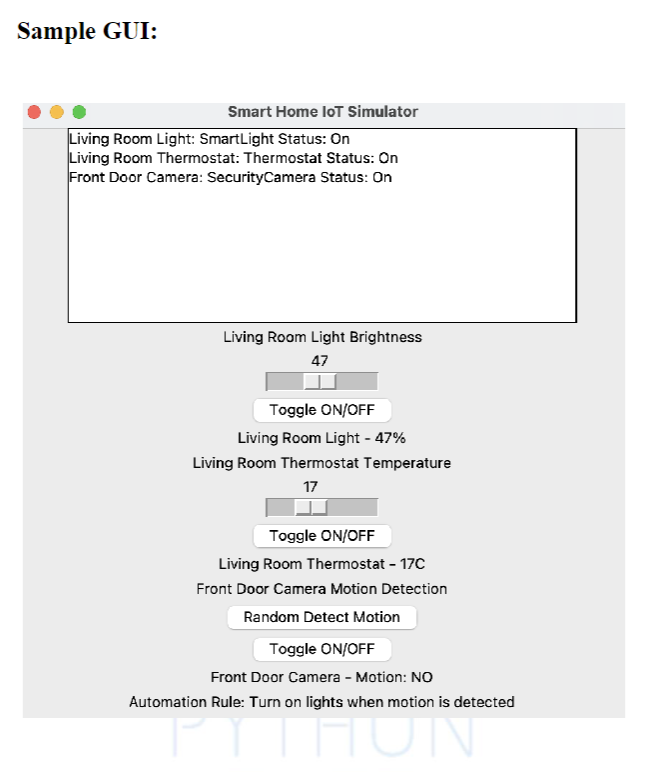 Sample GUI:
Smart Home IoT Simulator
Living Room Light: SmartLight Status: On
Living Room Thermostat: Thermostat Status: On
Front Door Camera: SecurityCamera Status: On
Living Room Light Brightness
47
Toggle ON/OFF
Living Room Light - 47%
Living Room Thermostat Temperature
17
Toggle ON/OFF
Living Room Thermostat - 17C
Front Door Camera Motion Detection
Random Detect Motion
Toggle ON/OFF
Front Door Camera - Motion: NO
Automation Rule: Turn on lights when motion is detected
PYTHON